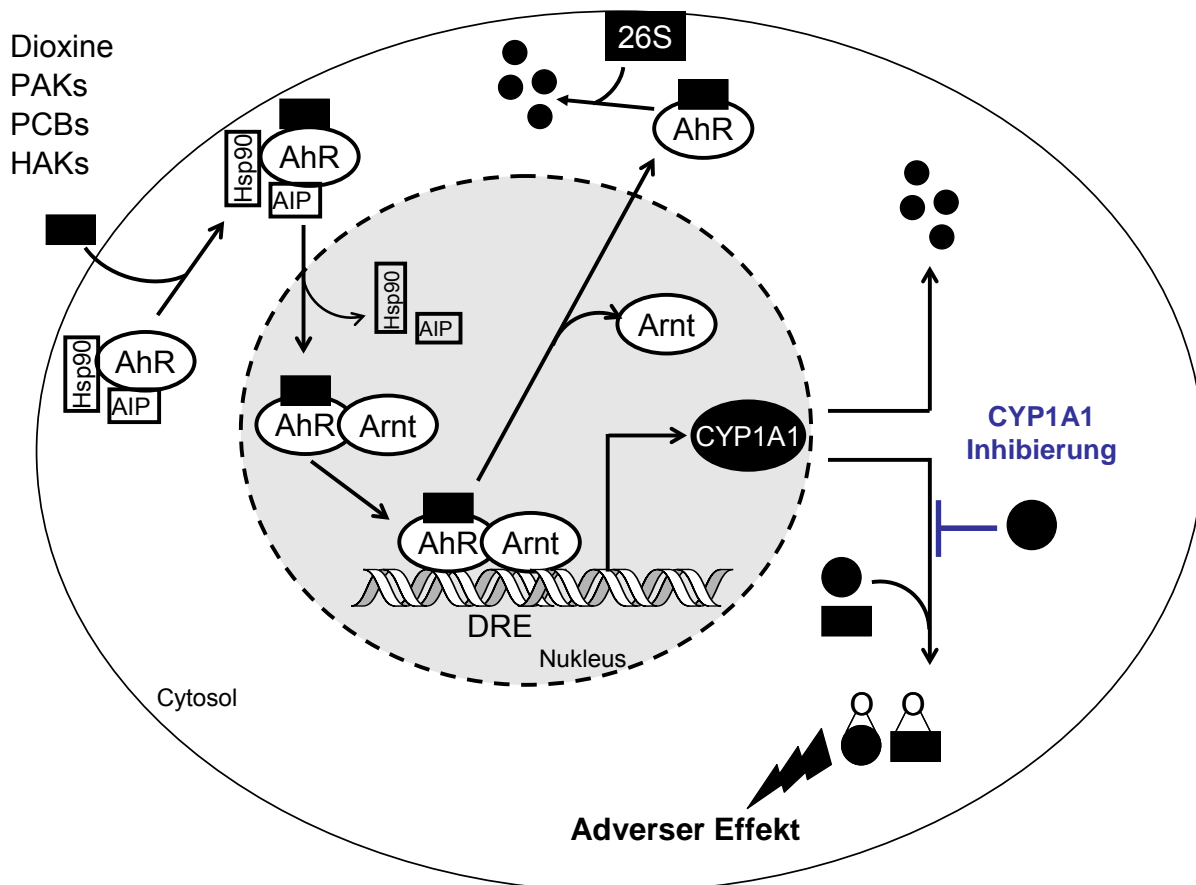 Dioxine
PAKs
PCBs
HAKs
26S
AhR
Hsp90
AhR
AIP
Hsp90
AIP
Hsp90
AhR
AIP
Arnt
AhR
Arnt
CYP1A1
CYP1A1
Inhibierung
AhR
Arnt
DRE
Nukleus
Cytosol
O
O
Adverser Effekt